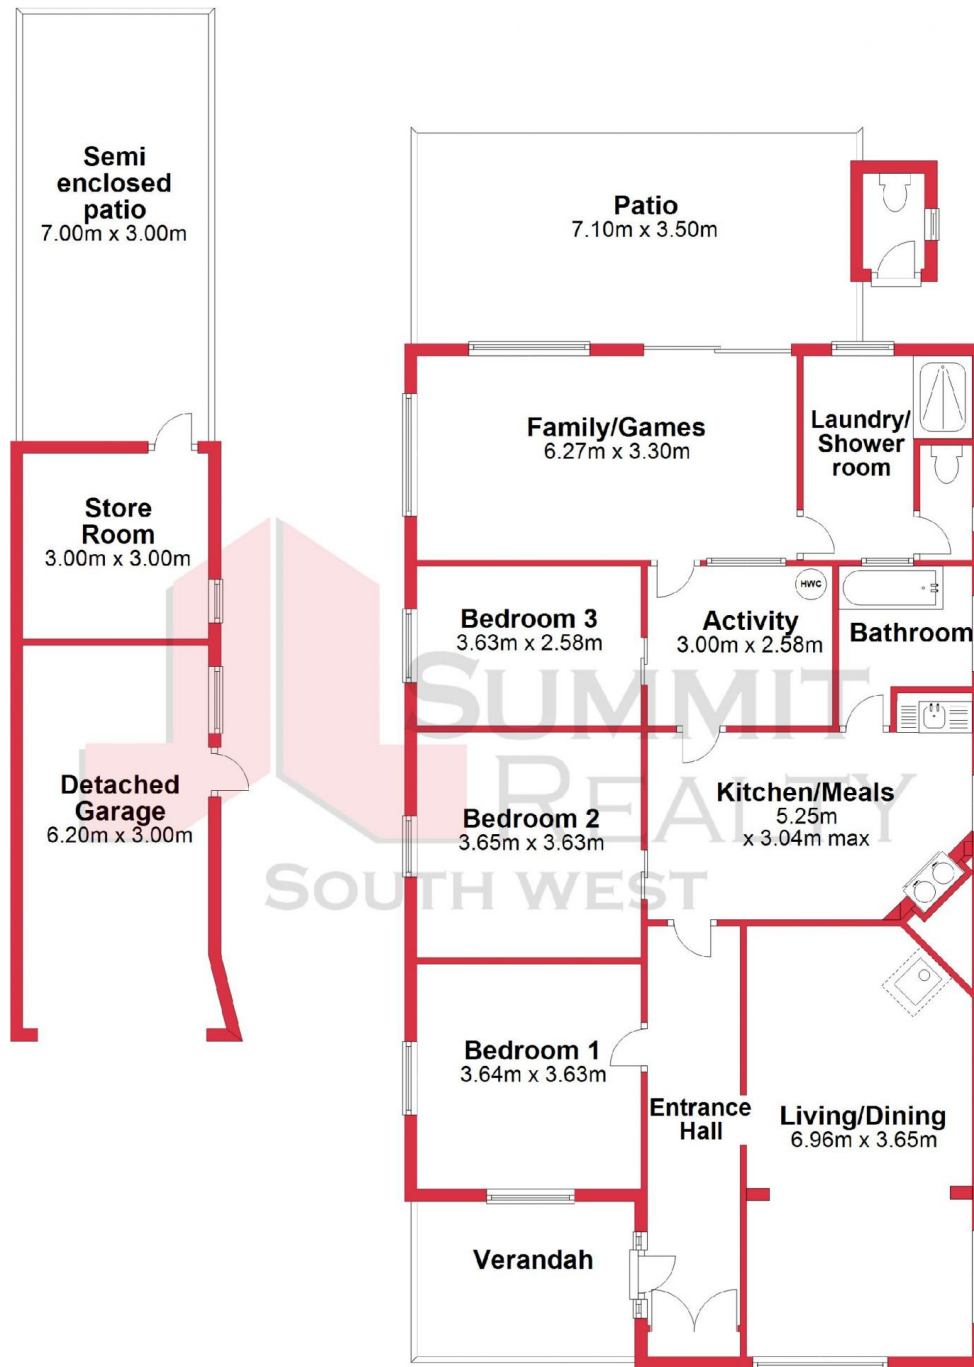 Semi
enclosed
patio
7.00m x 3.00m
Patio
7.10m x 3.50m
Family/Games
6.27m x 3.30m
Laundry/
Shower
room
Store
Room
3.00m x 3.00m
Bedroom 3
3.63m x 2.58m
Activity
3.00m x 2.58m
HWC
Bathroom
SUMMIT
REALTY
SOUTH WEST
Detached
Garage
6.20m x 3.00m
Bedroom 2
3.65m x 3.63m
Kitchen/Meals
5.25m
x 3.04m max
Bedroom 1
3.64m x 3.63m
Entrance
Hall
Living/Dining
6.96m x 3.65m
Verandah